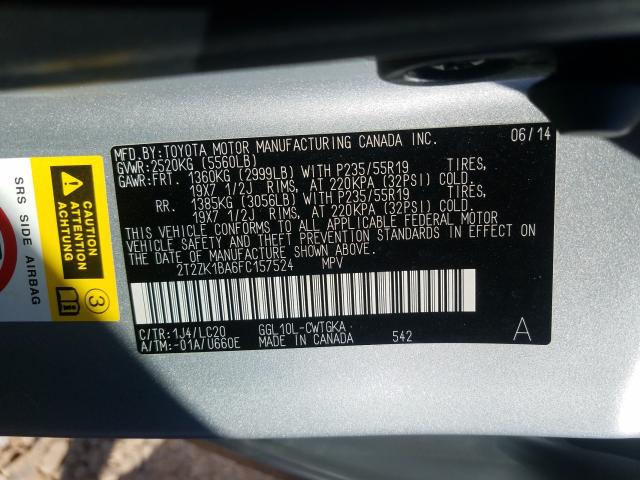 MFD.BY:TOYOTA MOTOR MANUFACTURING CANADA INC. 06/14
GVWR:2520KG (5560LB)
GAWR:FRT. 1360KG (2999LB) WITH P235/55R19 TIRES,
19X7 1/2J RIMS, AT 220KPA (32PSI) COLD.
RR. 1385KG (3056LB) WITH P235/55R19 TIRES,
19X7 1/2J RIMS, AT 220KPA (32PSI) COLD.
THIS VEHICLE CONFORMS TO ALL APPLICABLE FEDERAL MOTOR
VEHICLE SAFETY AND THEFT PREVENTION STANDARDS IN EFFECT ON
THE DATE OF MANUFACTURE SHOWN ABOVE.
2T2ZK1BA6FC157524 MPV
C/TR:1J4/LC20 GGL10L-CWTGKA
A/TM:-01A/U660E MADE IN CANADA 542 A
SRS SIDE AIRBAG
CAUTION
ATTENTION
ACHTUNG
3